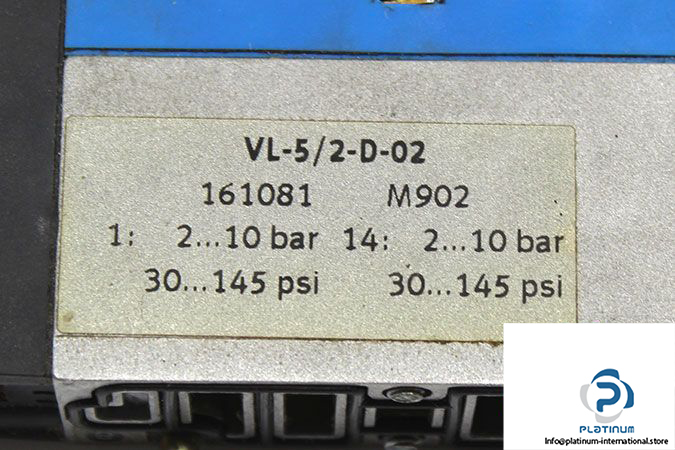 VL-5/2-D-02
161081 M902
1: 2...10 bar 14: 2...10 bar
30...145 psi 30...145 psi
PLATINUM
Info@platinum-international.store